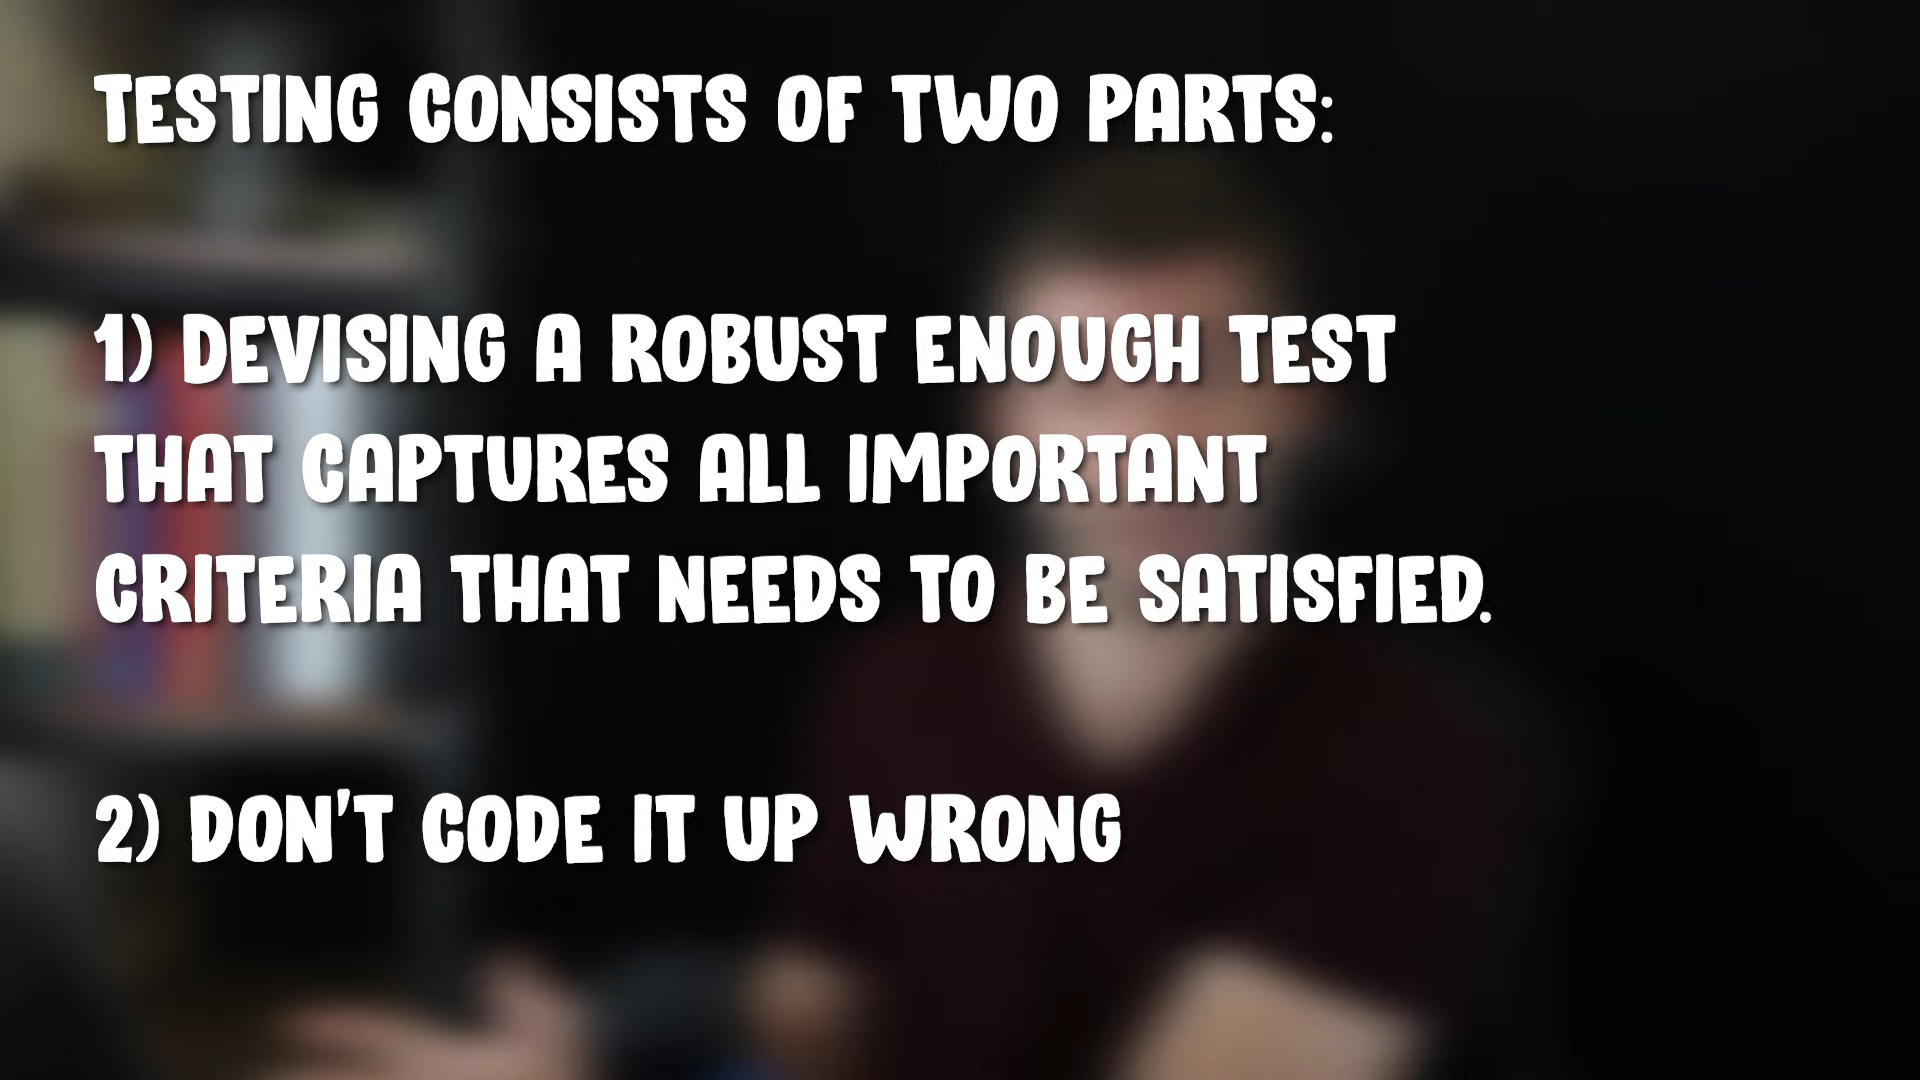 TESTING CONSISTS OF TWO PARTS:
1) DEVISING A ROBUST ENOUGH TEST
THAT CAPTURES ALL IMPORTANT
CRITERIA THAT NEEDS TO BE SATISFIED.
2) DON'T CODE IT UP WRONG